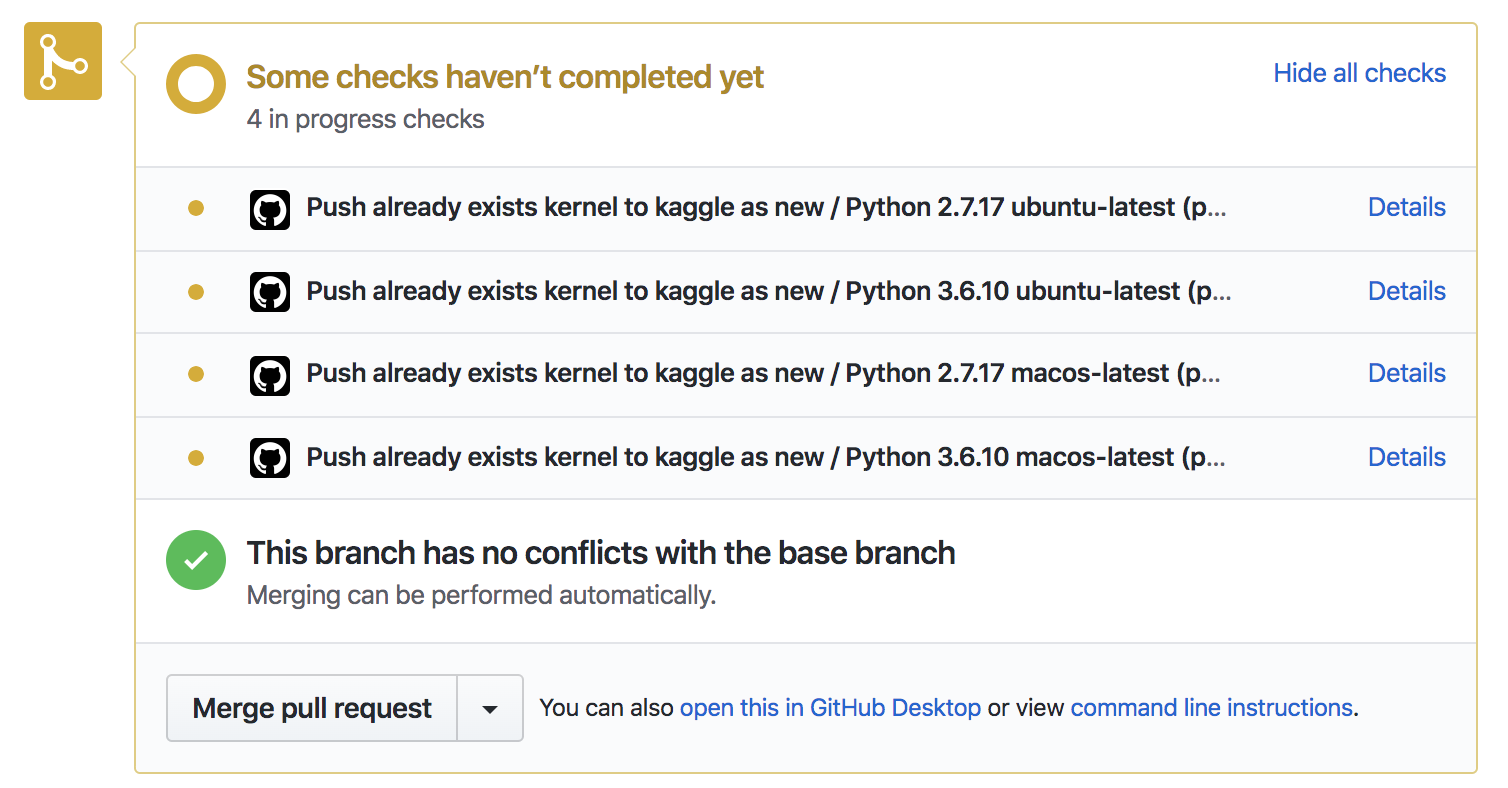 Some checks haven’t completed yet
Hide all checks
4 in progress checks
Push already exists kernel to kaggle as new / Python 2.7.17 ubuntu-latest (p... Details
Push already exists kernel to kaggle as new / Python 3.6.10 ubuntu-latest (p... Details
Push already exists kernel to kaggle as new / Python 2.7.17 macos-latest (p... Details
Push already exists kernel to kaggle as new / Python 3.6.10 macos-latest (p... Details
This branch has no conflicts with the base branch
Merging can be performed automatically.
Merge pull request
You can also open this in GitHub Desktop or view command line instructions.